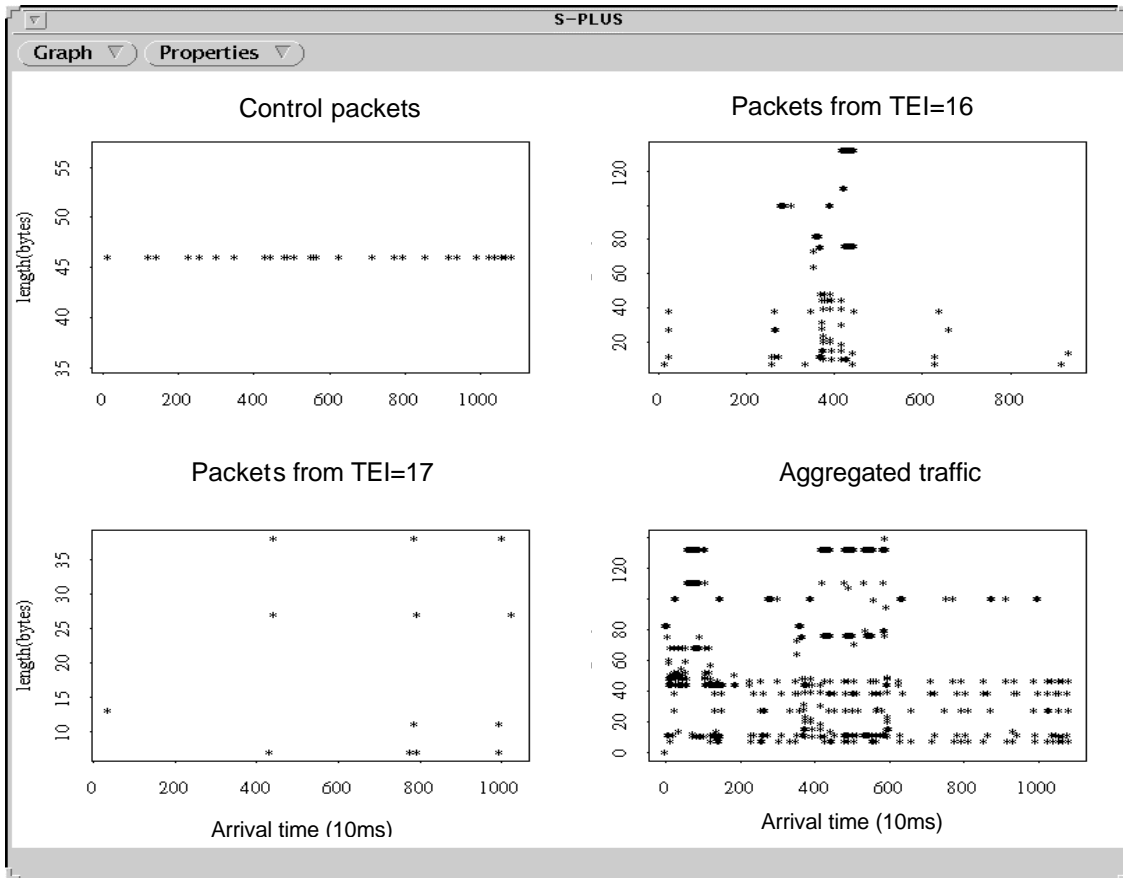 S-PLUS
Graph Properties
Control packets
length(bytes)
55
50
45
40
35
0 200 400 600 800 1000
Packets from TEI=16
120
80
60
40
20
0 200 400 600 800
Packets from TEI=17
length(bytes)
35
30
25
20
15
10
0 200 400 600 800 1000
Arrival time (10ms)
Aggregated traffic
120
80
60
40
20
0
0 200 400 600 800 1000
Arrival time (10ms)